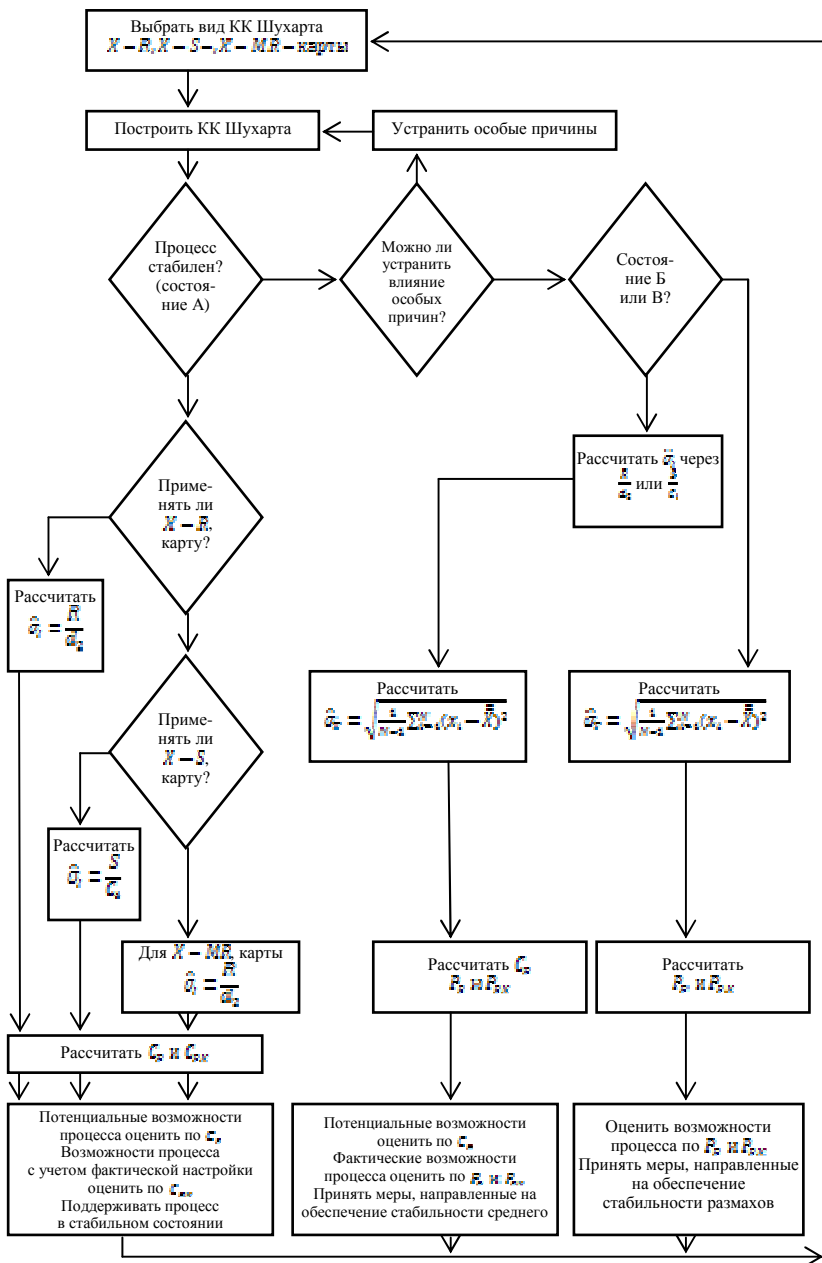 Выбрать вид КК Шухарта
X – R, X – S –, X – MR – карты
Построить КК Шухарта
Устранить особые причины
Процесс
стабилен?
(состоя-
ние А)
Можно ли
устранить
влияние
особых
причин?
Состоя-
ние Б
или В?
Рассчитать через
или
Приме-
нять ли
X – R,
карту?
Рассчитать
σ̂ᵢ = R̄/d₂
Приме-
нять ли
X – S,
карту?
Рассчитать
Рассчитать
Рассчитать
σ̂ᵢ = S̄/C₄
Для X – MR, карты
σ̂ᵢ = R̄/d₂
Рассчитать
и
Рассчитать
и
Рассчитать и
Потенциальные возможности
процесса оценить по
Возможности процесса
с учетом фактической настройки
оценить по
Поддерживать процесс
в стабильном состоянии
Потенциальные возможности
оценить по
Фактические возможности
процесса оценить по и
Принять меры, направленные на
обеспечение стабильности среднего
Оценить возможности
процесса по и
Принять меры, направленные
на обеспечение
стабильности размахов